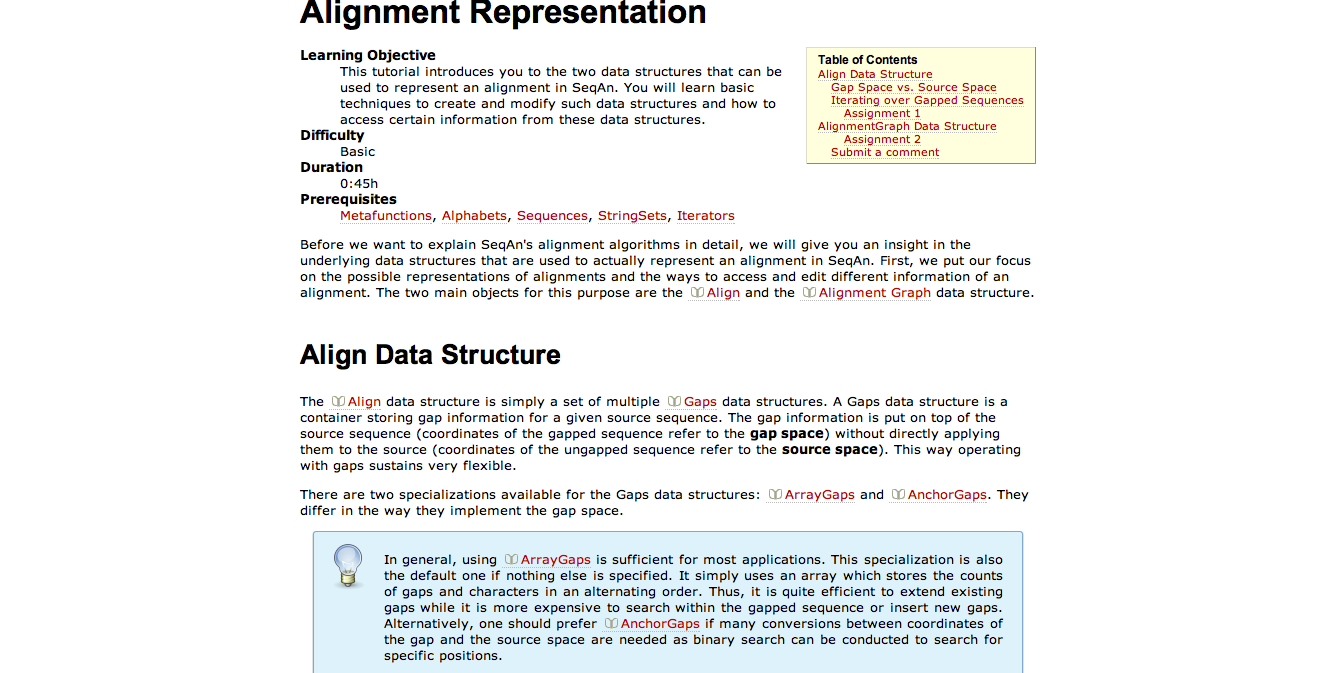 Alignment Representation
Learning Objective
This tutorial introduces you to the two data structures that can be
used to represent an alignment in SeqAn. You will learn basic
techniques to create and modify such data structures and how to
access certain information from these data structures.
Difficulty
Basic
Duration
0:45h
Prerequisites
Metafunctions, Alphabets, Sequences, StringSets, Iterators
Table of Contents
Align Data Structure
Gap Space vs. Source Space
Iterating over Gapped Sequences
Assignment 1
AlignmentGraph Data Structure
Assignment 2
Submit a comment
Before we want to explain SeqAn's alignment algorithms in detail, we will give you an insight in the
underlying data structures that are used to actually represent an alignment in SeqAn. First, we put our focus
on the possible representations of alignments and the ways to access and edit different information of an
alignment. The two main objects for this purpose are the Align and the Alignment Graph data structure.
Align Data Structure
The Align data structure is simply a set of multiple Gaps data structures. A Gaps data structure is a
container storing gap information for a given source sequence. The gap information is put on top of the
source sequence (coordinates of the gapped sequence refer to the gap space) without directly applying
them to the source (coordinates of the ungapped sequence refer to the source space). This way operating
with gaps sustains very flexible.
There are two specializations available for the Gaps data structures: ArrayGaps and AnchorGaps. They
differ in the way they implement the gap space.
In general, using ArrayGaps is sufficient for most applications. This specialization is also
the default one if nothing else is specified. It simply uses an array which stores the counts
of gaps and characters in an alternating order. Thus, it is quite efficient to extend existing
gaps while it is more expensive to search within the gapped sequence or insert new gaps.
Alternatively, one should prefer AnchorGaps if many conversions between coordinates of
the gap and the source space are needed as binary search can be conducted to search for
specific positions.